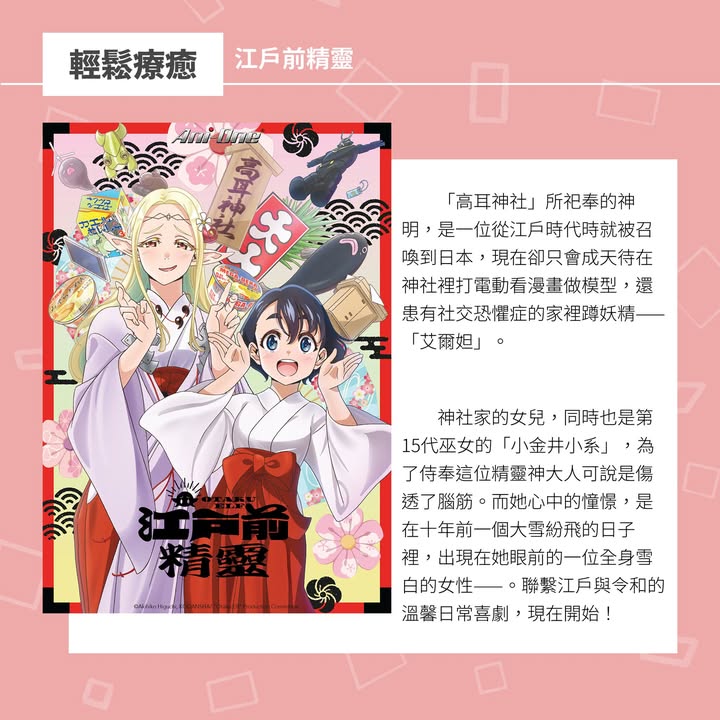 輕鬆療癒
江戶前精靈
Ani-One
高耳神社
OTAKU
ELF
江戸前
精靈
「高耳神社」所祀奉的神
明，是一位從江戶時代時就被召
喚到日本，現在卻只會成天待在
神社裡打電動看漫畫做模型，還
患有社交恐懼症的家裡蹲妖精——
「艾爾妲」。
神社家的女兒，同時也是第
15代巫女的「小金井小糸」，為
了侍奉這位精靈神大人可說是傷
透了腦筋。而她心中的憧憬，是
在十年前一個大雪紛飛的日子
裡，出現在她眼前的一位全身雪
白的女性——。聯繫江戶與令和的
溫馨日常喜劇，現在開始！